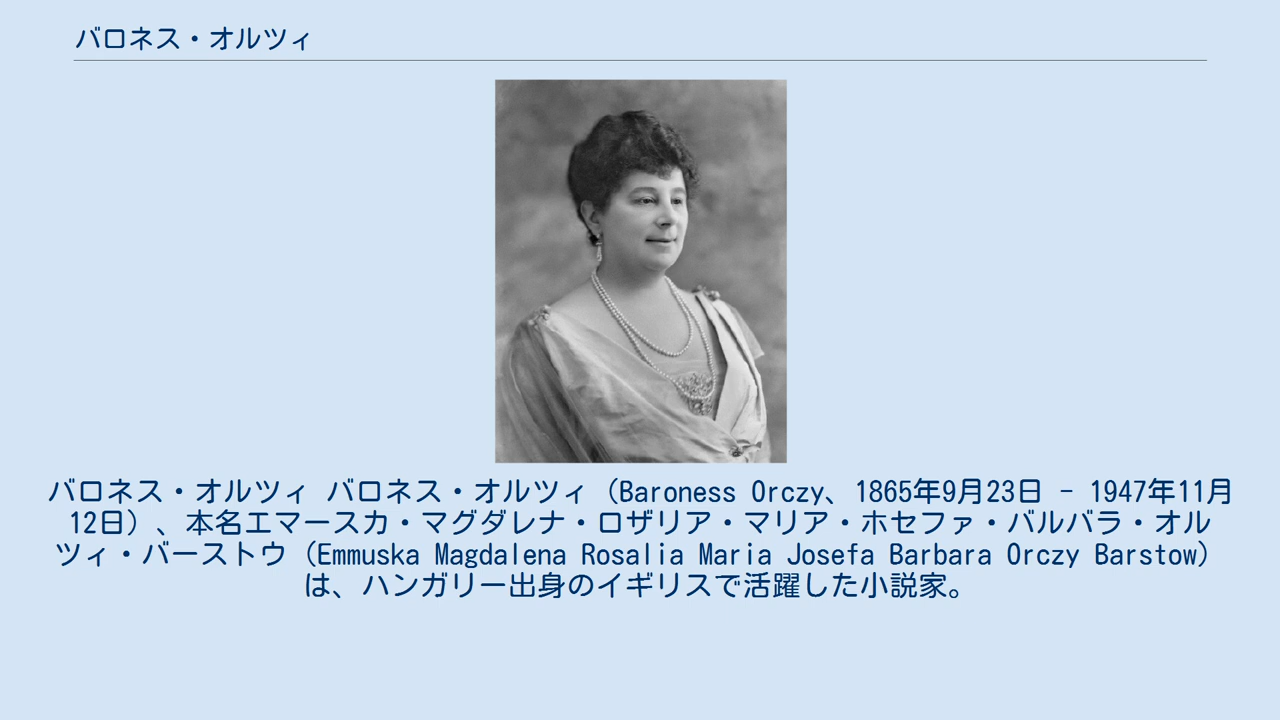 バロネス・オルツィ
バロネス・オルツィ バロネス・オルツィ（Baroness Orczy、1865年9月23日 - 1947年11月
12日）、本名エマースカ・マグダレナ・ロザリア・マリア・ホセファ・バルバラ・オル
ツィ・バーストウ（Emmuska Magdalena Rosalia Maria Josefa Barbara Orczy Barstow）
は、ハンガリー出身のイギリスで活躍した小説家。